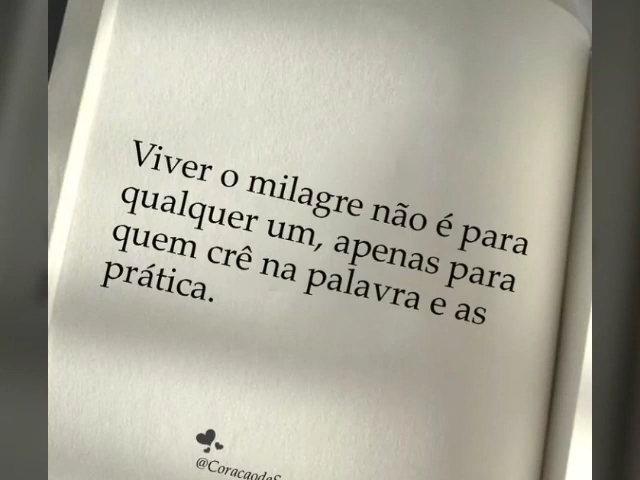 Viver o milagre não é para
qualquer um, apenas para
quem crê na palavra e as
prática.